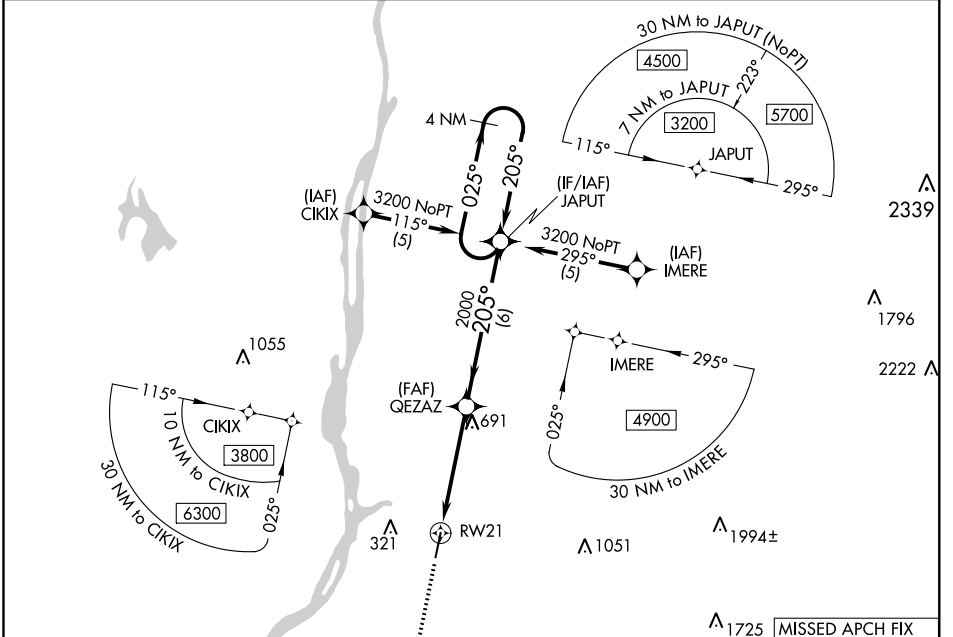 30 NM to JAPUT (NoPT)
4500
223°
5700
7 NM to JAPUT
3200
JAPUT
115°
295°
4 NM
025°
205°
(IF/IAF)
JAPUT
(IAF)
CIKIX
3200 NoPT
115°
(5)
3200 NoPT
295°
(5)
(IAF)
IMERE
2339
1796
2222
2000
205°
(6)
1055
(FAF)
QEZAZ
691
115°
CIKIX
3800
10 NM to CIKIX
025°
6300
30 NM to CIKIX
IMERE
295°
025°
4900
30 NM to IMERE
321
RW21
1051
1994±
1725
MISSED APCH FIX